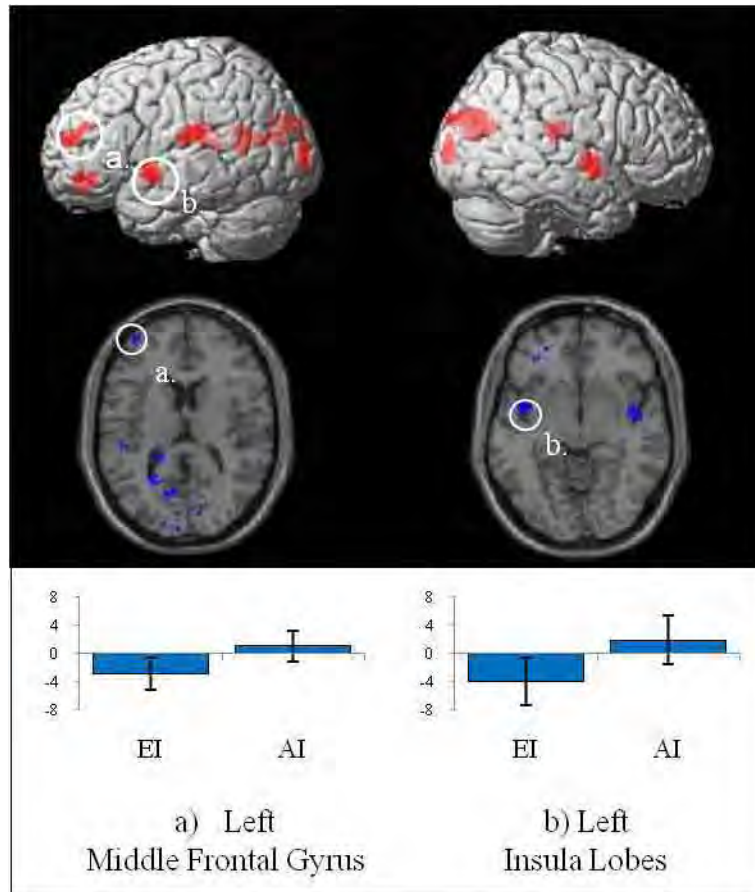 a.
b.
a.
b.
8
4
0
-4
-8
EI AI
8
4
0
-4
-8
EI AI
a) Left
Middle Frontal Gyrus
b) Left
Insula Lobes